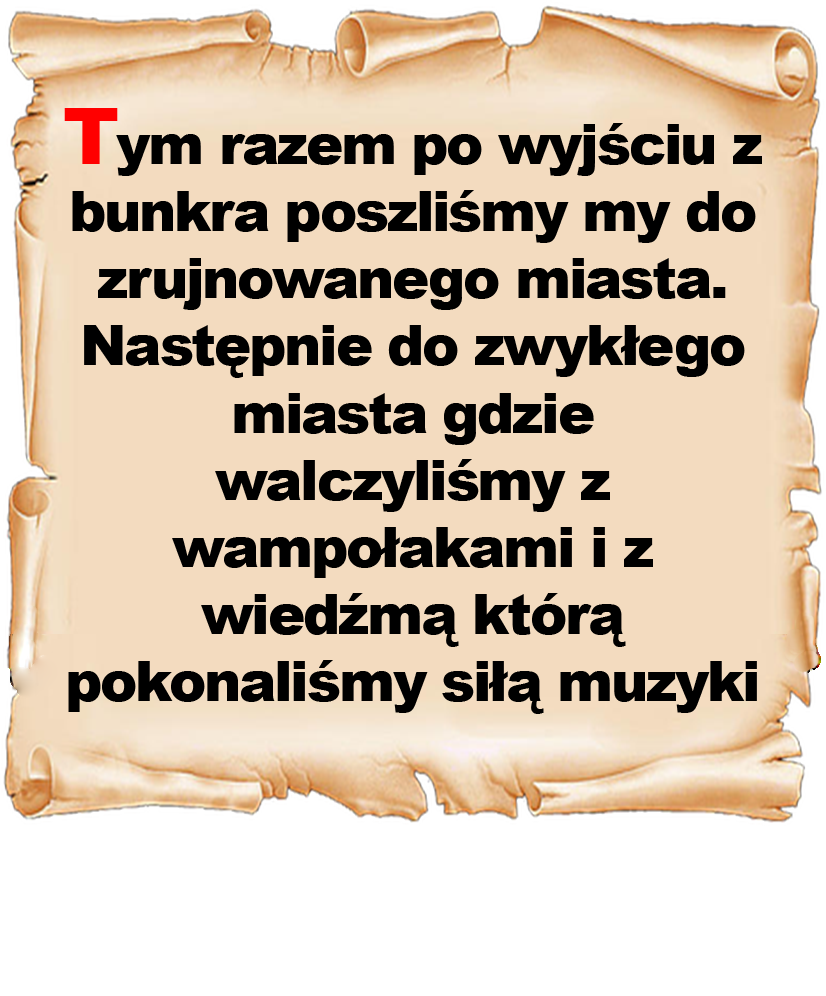 Tym razem po wyjściu z
bunkra poszliśmy my do
zrujnowanego miasta.
Następnie do zwykłego
miasta gdzie
walczyliśmy z
wampołakami i z
wiedźmą którą
pokonaliśmy siłą muzyki